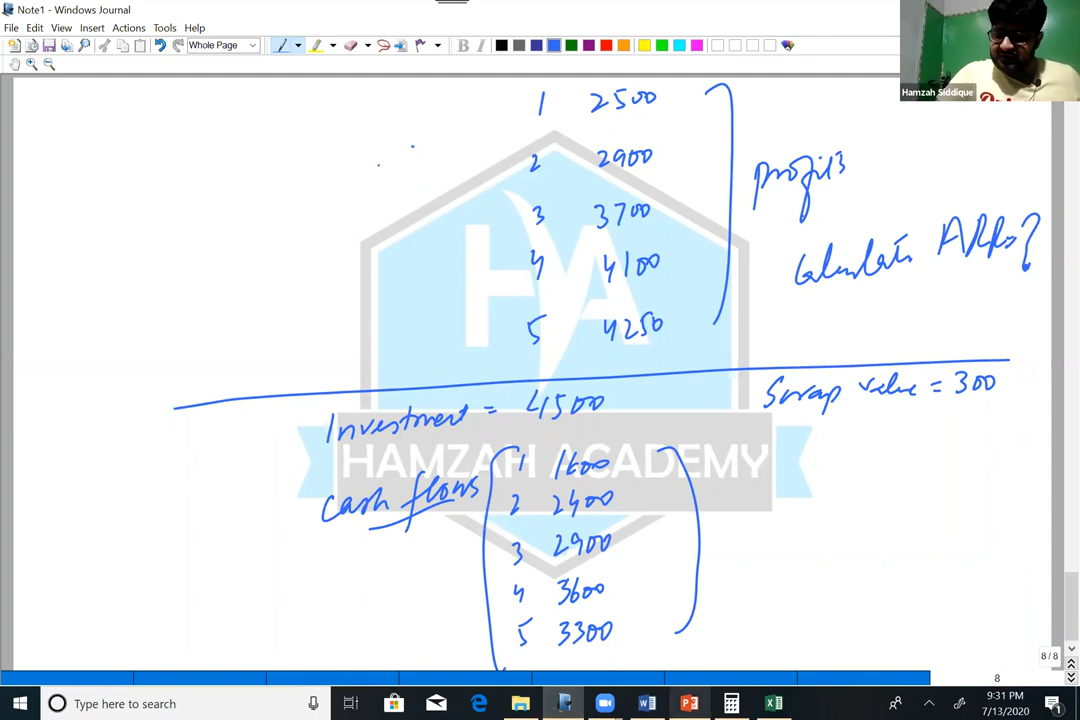 Note1 - Windows Journal
File Edit View Insert Actions Tools Help
Whole Page
B I
Hamzah Siddique
1 2500
2 2900
3 3700
4 4100
5 4250
profits
Calculate ARR = ?
Investment = 4500
Scrap value = 300
HAMZAH ACADEMY
HA
Cash flows
1 1600
2 2400
3 2900
4 3600
5 3300
8 / 8
8
Type here to search
9:31 PM
7/13/2020
1